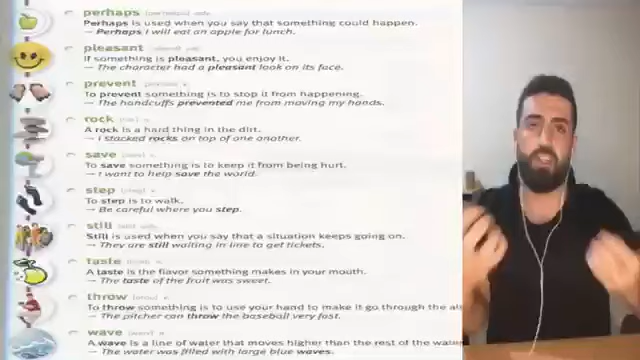 perhaps
Perhaps is used when you say that something could happen.
→ Perhaps I will eat an apple for lunch.
pleasant
If something is pleasant, you enjoy it.
→ The character had a pleasant look on its face.
prevent
To prevent something is to stop it from happening.
→ The handcuffs prevented me from moving my hands.
rock
A rock is a hard thing in the dirt.
→ I stacked rocks on top of one another.
save
To save something is to keep it from being hurt.
→ I want to help save the world.
step
To step is to walk.
→ Be careful where you step.
still
Still is used when you say that a situation keeps going on.
→ They are still waiting in line to get tickets.
taste
A taste is the flavor something makes in your mouth.
→ The taste of the fruit was sweet.
throw
To throw something is to use your hand to make it go through the
→ The pitcher can throw the baseball very fast.
wave
A wave is a line of water that moves higher than the rest of the
→ The water was filled with large blue waves.